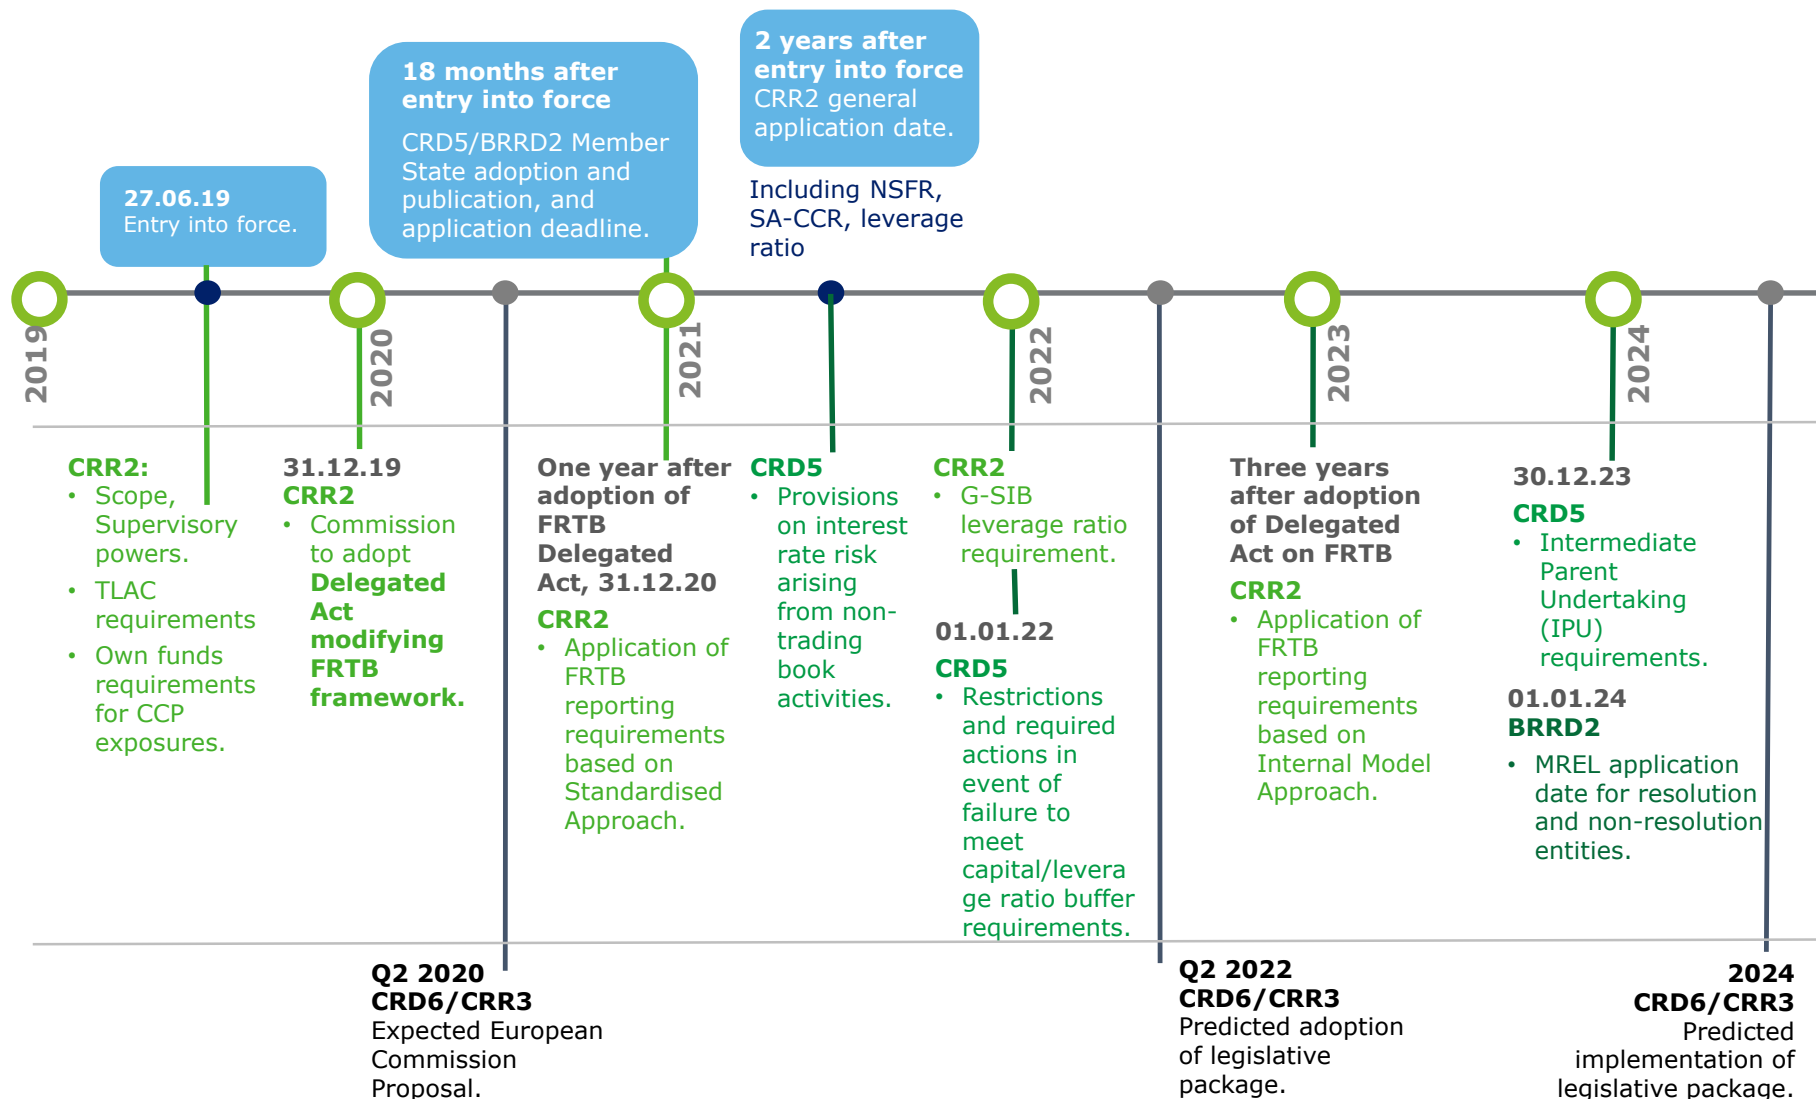 27.06.19
Entry into force.
18 months after
entry into force
CRD5/BRRD2 Member
State adoption and
publication, and
application deadline.
2 years after
entry into force
CRR2 general
application date.
Including NSFR,
SA-CCR, leverage
ratio
2019
2020
2021
2022
2023
2024
CRR2:
• Scope,
Supervisory
powers.
• TLAC
requirements
• Own funds
requirements
for CCP
exposures.
31.12.19
CRR2
• Commission
to adopt
Delegated
Act
modifying
FRTB
framework.
One year after
adoption of
FRTB
Delegated
Act, 31.12.20
CRR2
• Application of
FRTB
reporting
requirements
based on
Standardised
Approach.
CRD5
• Provisions
on interest
rate risk
arising
from non-
trading
book
activities.
CRR2
• G-SIB
leverage ratio
requirement.
01.01.22
CRD5
• Restrictions
and required
actions in
event of
failure to
meet
capital/levera
ge ratio buffer
requirements.
Three years
after adoption
of Delegated
Act on FRTB
CRR2
• Application of
FRTB
reporting
requirements
based on
Internal Model
Approach.
30.12.23
CRD5
• Intermediate
Parent
Undertaking
(IPU)
requirements.
01.01.24
BRRD2
• MREL application
date for resolution
and non-resolution
entities.
Q2 2020
CRD6/CRR3
Expected European
Commission
Proposal.
Q2 2022
CRD6/CRR3
Predicted adoption
of legislative
package.
2024
CRD6/CRR3
Predicted
implementation of
legislative package.